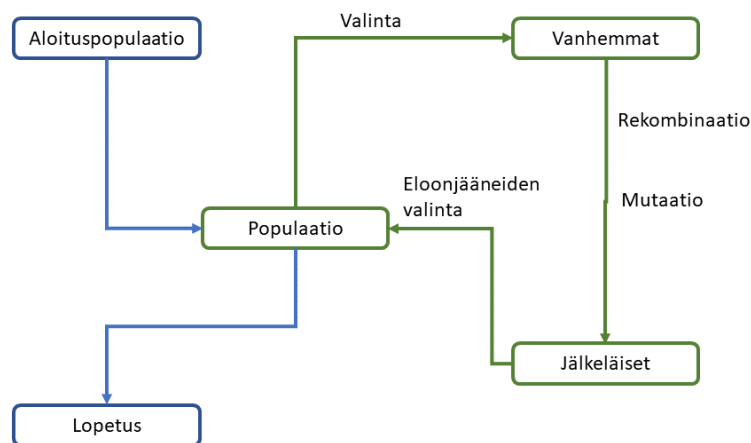 Aloituspopulaatio
Valinta
Vanhemmat
Rekombinaatio
Eloonjääneiden
valinta
Mutaatio
Populaatio
Jälkeläiset
Lopetus